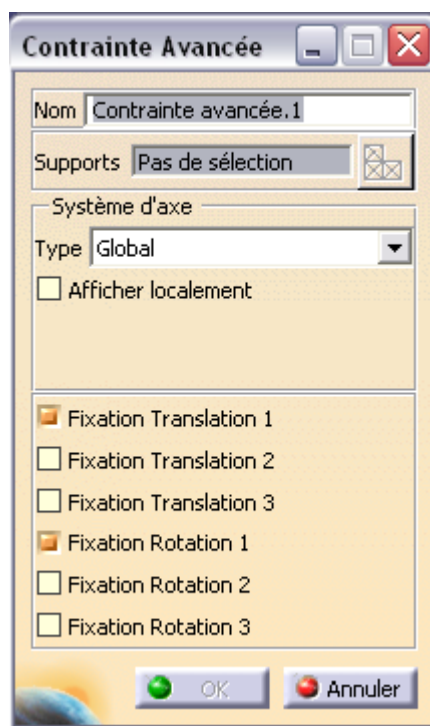 Contrainte Avancée
Nom Contrainte avancée.1
Supports Pas de sélection
Système d'axe
Type Global
Afficher localement
Fixation Translation 1
Fixation Translation 2
Fixation Translation 3
Fixation Rotation 1
Fixation Rotation 2
Fixation Rotation 3
OK Annuler